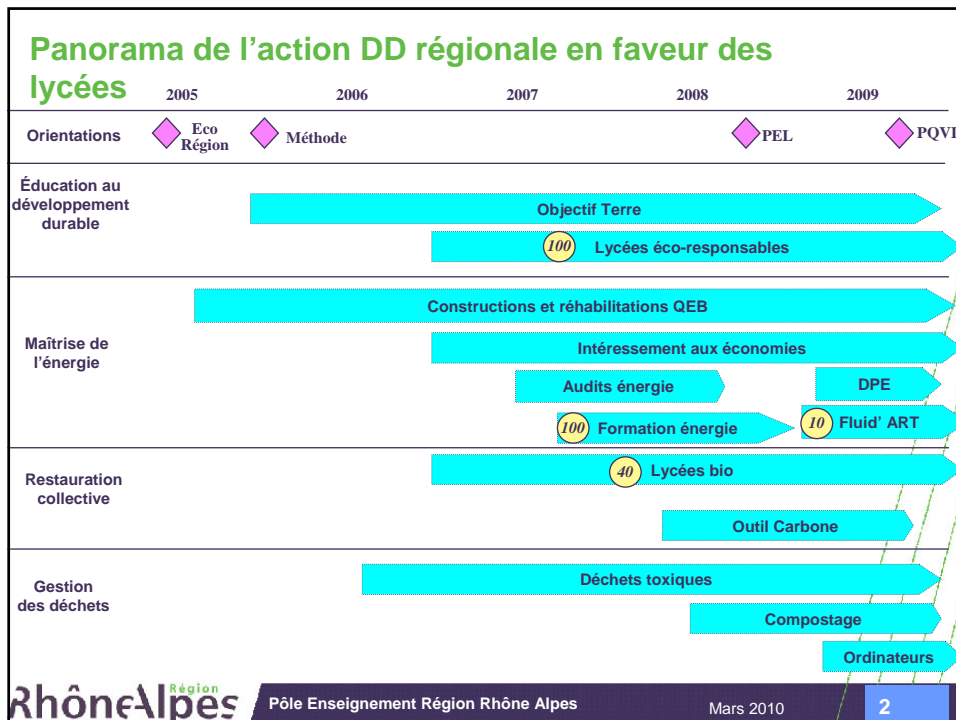 Panorama de l'action DD régionale en faveur des
lycées
2005 2006 2007 2008 2009
Orientations
Eco
Région
Méthode
PEL
PQVI
Éducation au
développement
durable
Objectif Terre
100 Lycées éco-responsables
Maîtrise de
l'énergie
Constructions et réhabilitations QEB
Intéressement aux économies
Audits énergie
DPE
100 Formation énergie
10 Fluid' ART
Restauration
collective
40 Lycées bio
Outil Carbone
Gestion
des déchets
Déchets toxiques
Compostage
Ordinateurs
Région
RhôneAlpes
Pôle Enseignement Région Rhône Alpes
Mars 2010
2